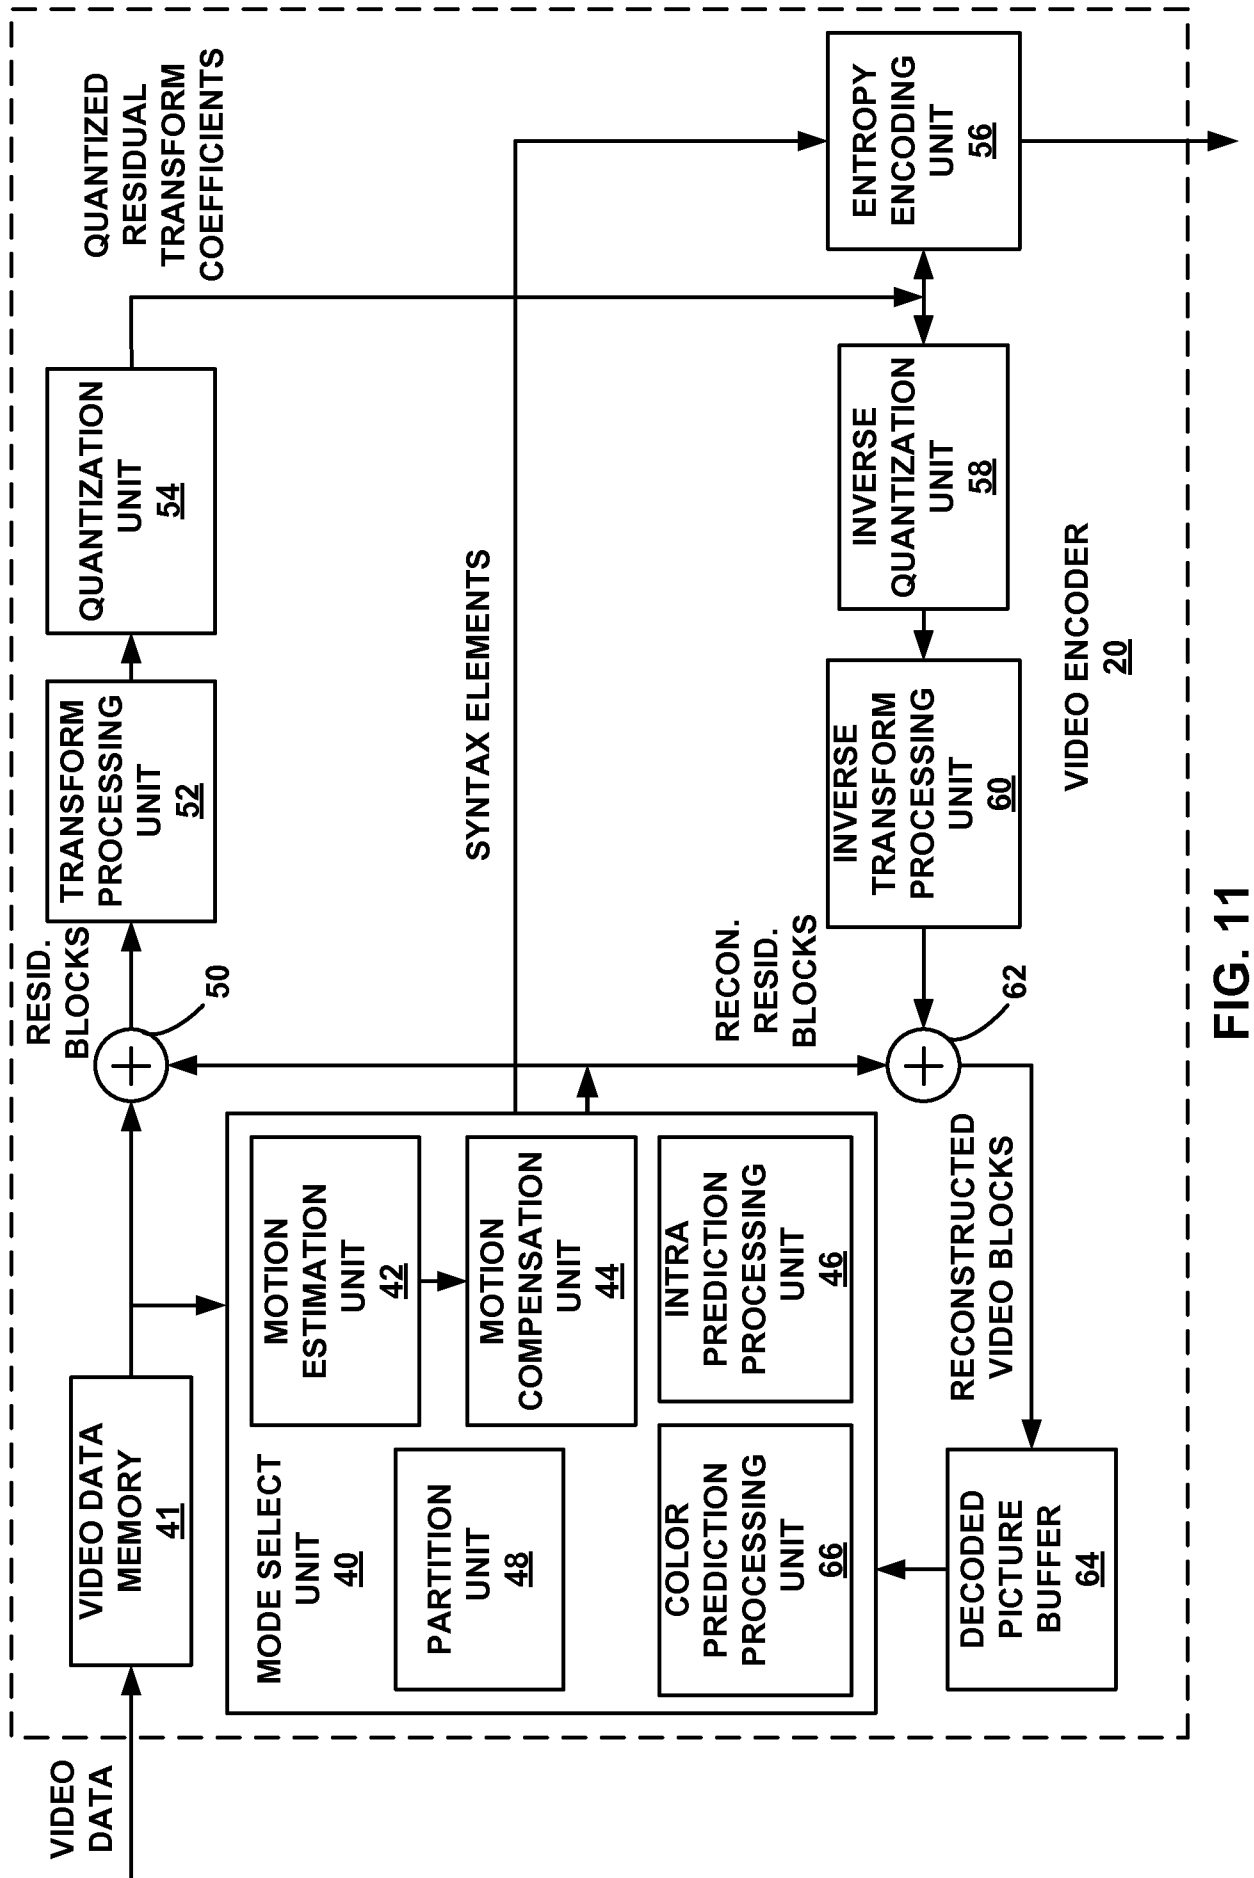 VIDEO
DATA
VIDEO DATA
MEMORY
41
RESID.
BLOCKS
50
TRANSFORM
PROCESSING
UNIT
52
QUANTIZATION
UNIT
54
QUANTIZED
RESIDUAL
TRANSFORM
COEFFICIENTS
MODE SELECT
UNIT
40
MOTION
ESTIMATION
UNIT
42
PARTITION
UNIT
48
MOTION
COMPENSATION
UNIT
44
COLOR
PREDICTION
PROCESSING
UNIT
66
INTRA
PREDICTION
PROCESSING
UNIT
46
SYNTAX ELEMENTS
RECON.
RESID.
BLOCKS
62
INVERSE
TRANSFORM
PROCESSING
UNIT
60
INVERSE
QUANTIZATION
UNIT
58
ENTROPY
ENCODING
UNIT
56
DECODED
PICTURE
BUFFER
64
RECONSTRUCTED
VIDEO BLOCKS
VIDEO ENCODER
20
FIG. 11